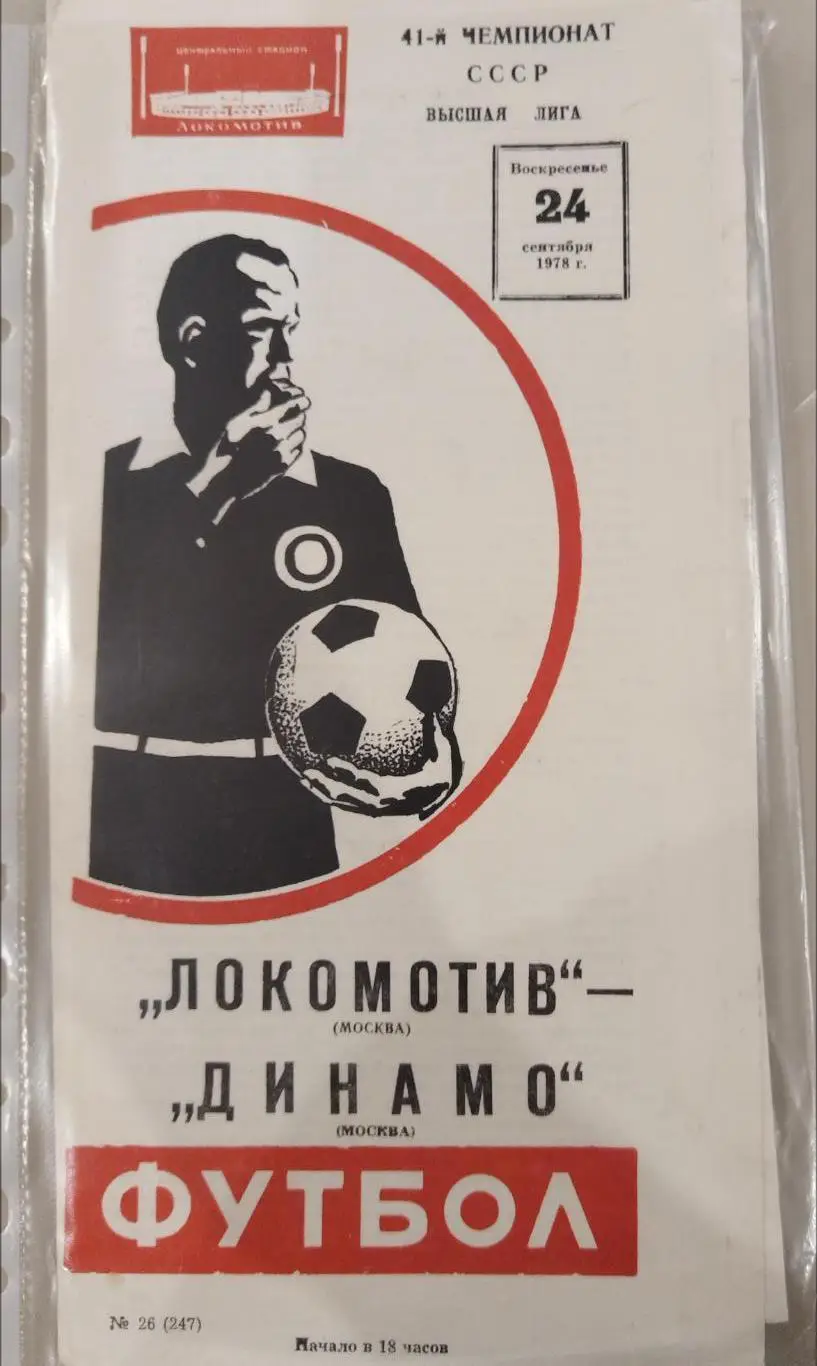 центральный стадион
ЛОКОМОТИВ
41-й ЧЕМПИОНАТ
СССР
ВЫСШАЯ ЛИГА
Воскресенье
24
сентября
1978 г.
„ЛОКОМОТИВ“—
(МОСКВА)
„ДИНАМО“
(МОСКВА)
ФУТБОЛ
№ 26 (247)
Начало в 18 часов